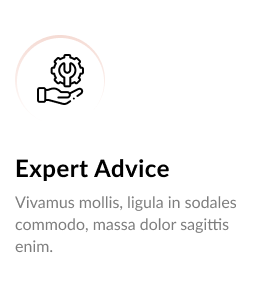 Expert Advice
Vivamus mollis, ligula in sodales
commodo, massa dolor sagittis
enim.